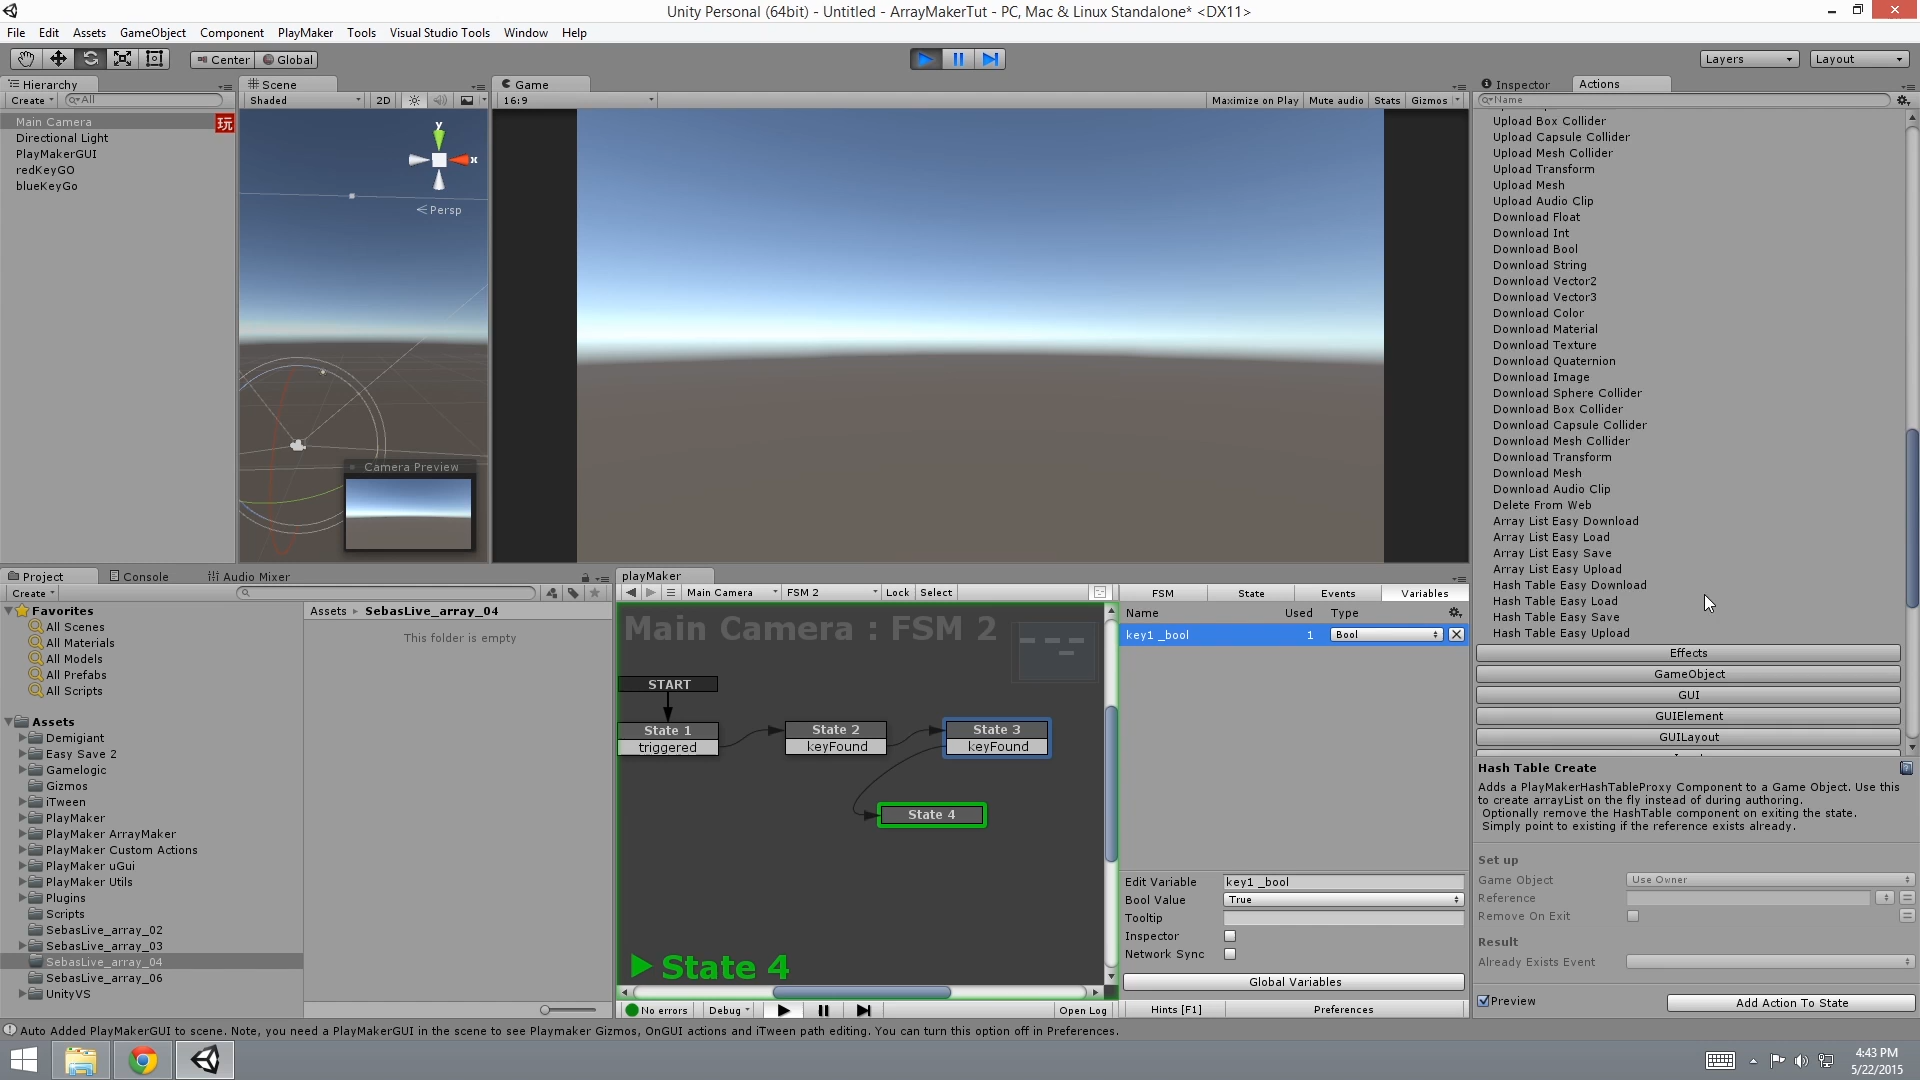 Unity Personal (64bit) - Untitled - ArrayMakerTut - PC, Mac & Linux Standalone* <DX11>
File Edit Assets GameObject Component PlayMaker Tools Visual Studio Tools Window Help
Center Global Layers Layout
Hierarchy
Create All
Main Camera 玩
Directional Light
PlayMakerGUI
redKeyGO
blueKeyGo
Scene
Shaded 2D
y
x
Persp
Camera Preview
Game
16:9 Maximize on Play Mute audio Stats Gizmos
Inspector Actions
Name
Upload Box Collider
Upload Capsule Collider
Upload Mesh Collider
Upload Transform
Upload Mesh
Upload Audio Clip
Download Float
Download Int
Download Bool
Download String
Download Vector2
Download Vector3
Download Color
Download Material
Download Texture
Download Quaternion
Download Image
Download Sphere Collider
Download Box Collider
Download Capsule Collider
Download Mesh Collider
Download Transform
Download Mesh
Download Audio Clip
Delete From Web
Array List Easy Download
Array List Easy Load
Array List Easy Save
Array List Easy Upload
Hash Table Easy Download
Hash Table Easy Load
Hash Table Easy Save
Hash Table Easy Upload
Effects
GameObject
GUI
GUIElement
GUILayout
Hash Table Create
Adds a PlayMakerHashTableProxy Component to a Game Object. Use this
to create arrayList on the fly instead of during authoring.
Optionally remove the HashTable component on exiting the state.
Simply point to existing if the reference exists already.
Set up
Game Object Use Owner
Reference
Remove On Exit
Result
Already Exists Event
Preview Add Action To State
Project Console Audio Mixer
Create
Favorites
All Scenes
All Materials
All Models
All Prefabs
All Scripts
Assets
Demigiant
Easy Save 2
Gamelogic
Gizmos
iTween
PlayMaker
PlayMaker ArrayMaker
PlayMaker Custom Actions
PlayMaker uGui
PlayMaker Utils
Plugins
Scripts
SebasLive_array_02
SebasLive_array_03
SebasLive_array_04
SebasLive_array_06
UnityVS
Assets SebasLive_array_04
This folder is empty
playMaker
Main Camera FSM 2 Lock Select
Main Camera : FSM 2
START
State 1
triggered
State 2
keyFound
State 3
keyFound
State 4
State 4
No errors Debug Open Log
FSM State Events Variables
Name Used Type
key1 _bool 1 Bool
Edit Variable key1 _bool
Bool Value True
Tooltip
Inspector
Network Sync
Global Variables
Hints [F1] Preferences
Auto Added PlayMakerGUI to scene. Note, you need a PlayMakerGUI in the scene to see Playmaker Gizmos, OnGUI actions and iTween path editing. You can turn this option off in Preferences.
4:43 PM
5/22/2015